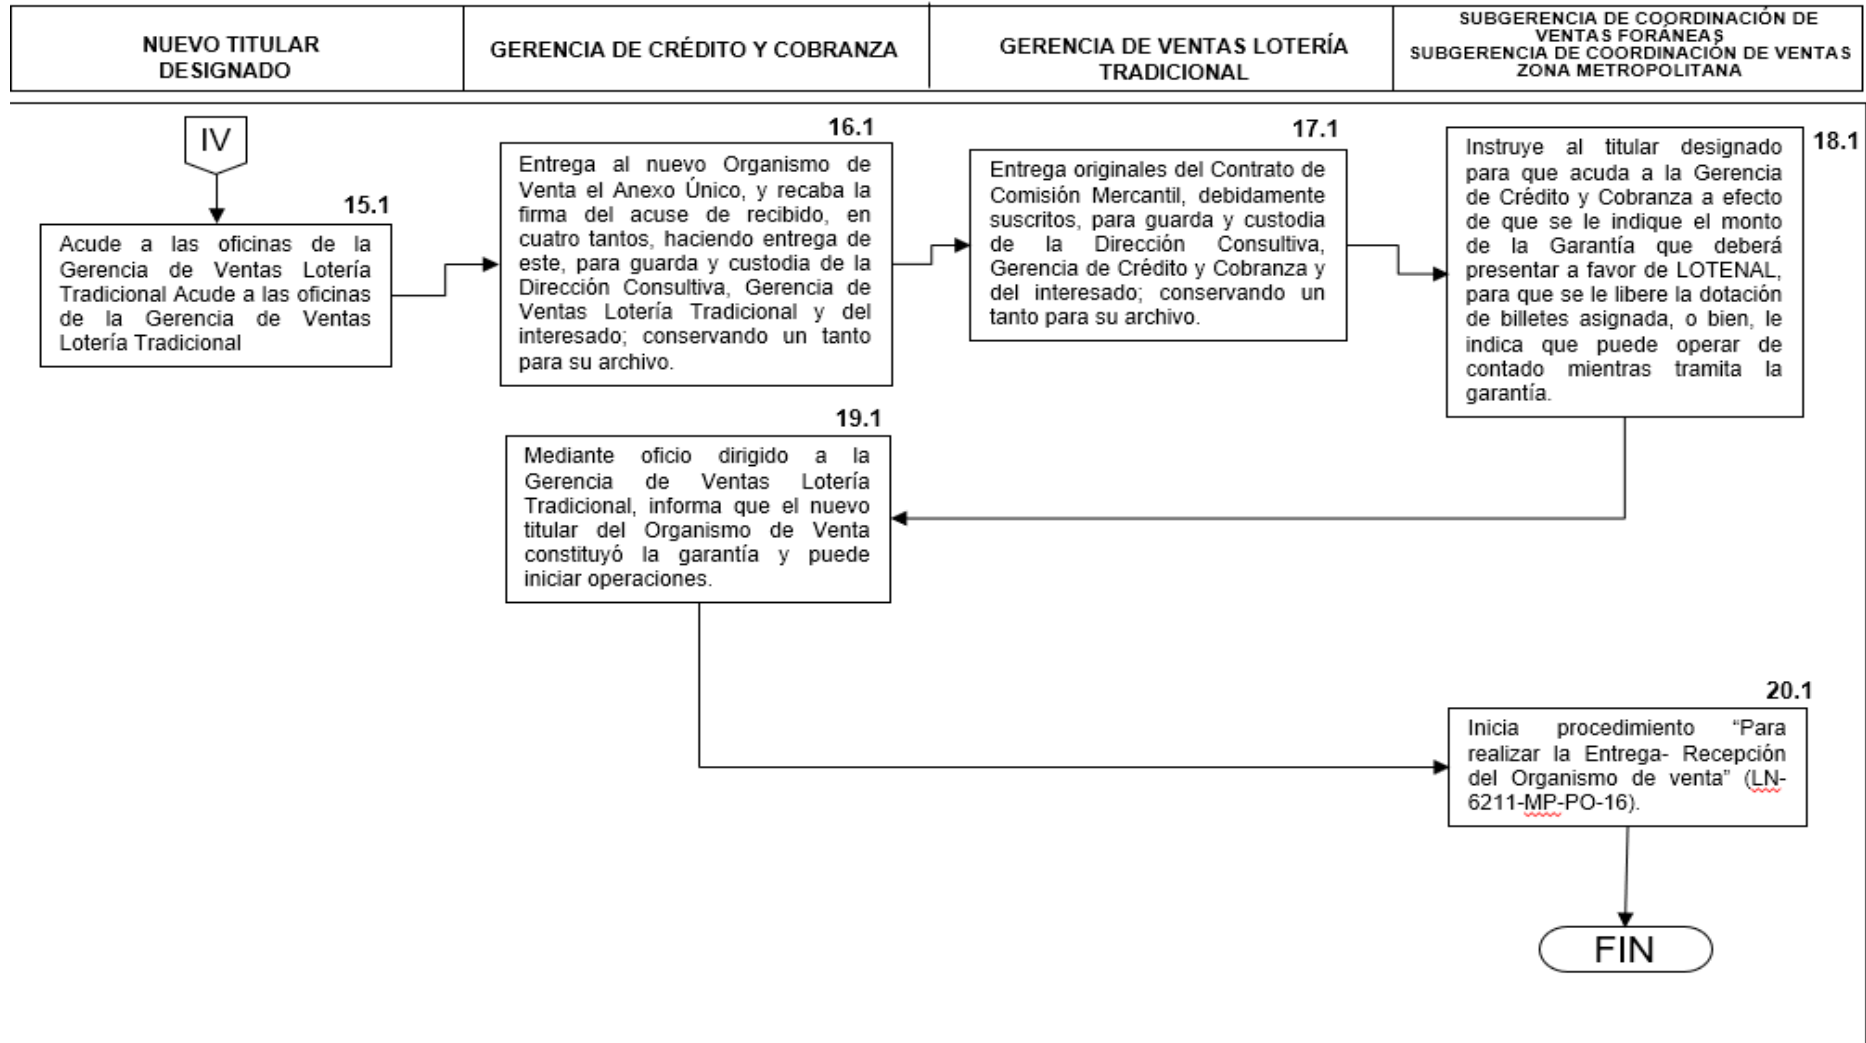 NUEVO TITULAR
DESIGNADO
GERENCIA DE CRÉDITO Y COBRANZA
GERENCIA DE VENTAS LOTERÍA
TRADICIONAL
SUBGERENCIA DE COORDINACIÓN DE
VENTAS FORÁNEAS
SUBGERENCIA DE COORDINACIÓN DE VENTAS
ZONA METROPOLITANA
IV
15.1
Acude a las oficinas de la
Gerencia de Ventas Lotería
Tradicional Acude a las oficinas
de la Gerencia de Ventas
Lotería Tradicional
16.1
Entrega al nuevo Organismo de
Venta el Anexo Único, y recaba la
firma del acuse de recibido, en
cuatro tantos, haciendo entrega de
este, para guarda y custodia de la
Dirección Consultiva, Gerencia de
Ventas Lotería Tradicional y del
interesado; conservando un tanto
para su archivo.
17.1
Entrega originales del Contrato de
Comisión Mercantil, debidamente
suscritos, para guarda y custodia
de la Dirección Consultiva,
Gerencia de Crédito y Cobranza y
del interesado; conservando un
tanto para su archivo.
18.1
Instruye al titular designado
para que acuda a la Gerencia
de Crédito y Cobranza a efecto
de que se le indique el monto
de la Garantía que deberá
presentar a favor de LOTENAL,
para que se le libere la dotación
de billetes asignada, o bien, le
indica que puede operar de
contado mientras tramita la
garantía.
19.1
Mediante oficio dirigido a la
Gerencia de Ventas Lotería
Tradicional, informa que el nuevo
titular del Organismo de Venta
constituyó la garantía y puede
iniciar operaciones.
20.1
Inicia procedimiento “Para
realizar la Entrega- Recepción
del Organismo de venta” (LN-
6211-MP-PO-16).
FIN